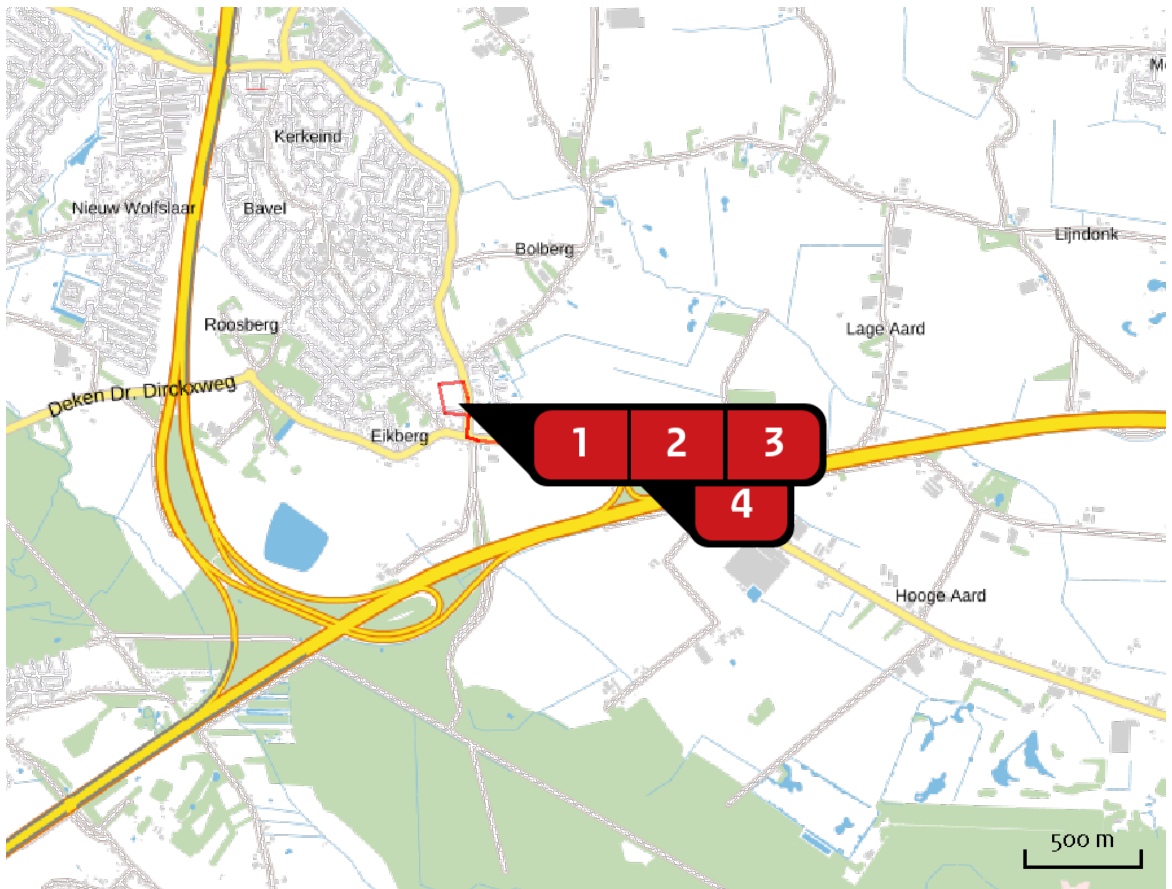 Kerkeind
Nieuw Wolfslaar
Bavel
Bolberg
Lijndonk
Roosberg
Lage Aard
Deken Dr. Dirckxweg
Eikberg
1 2 3
4
Hooge Aard
500 m